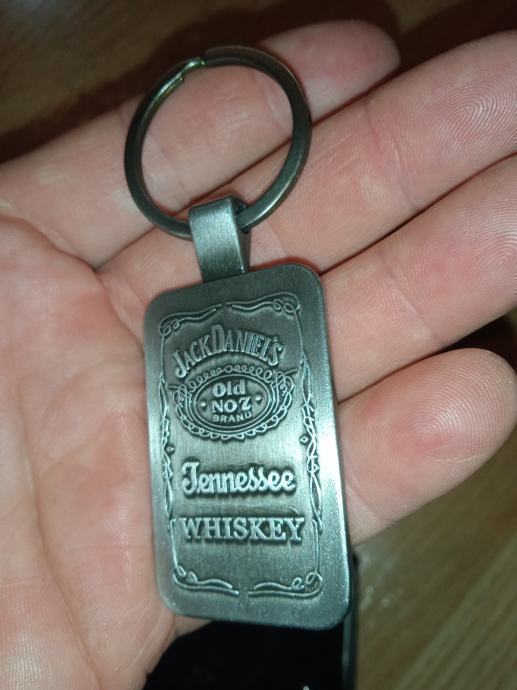 JACK DANIEL'S
Old
NO.7
BRAND
Tennessee
WHISKEY